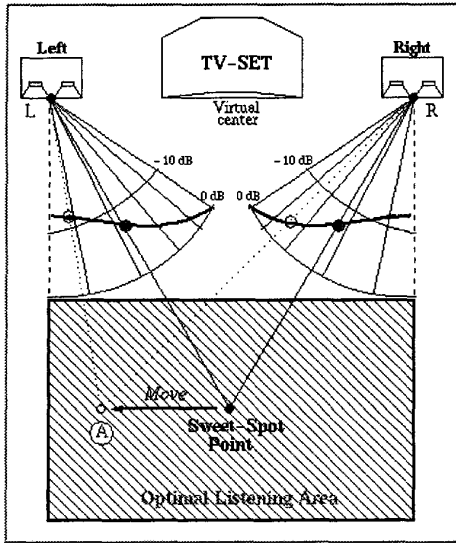 Left
TV-SET
Right
L
Virtual
center
R
-10 dB
-10 dB
0 dB
0 dB
Move
A
Sweet-Spot
Point
Optimal Listening Area